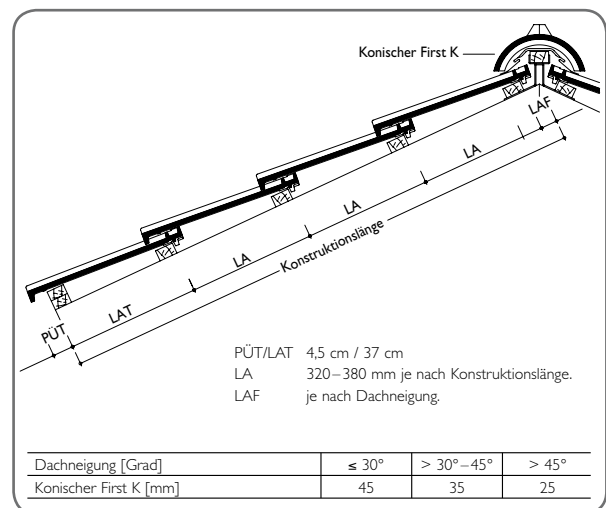 Konischer First K
LAF
LA
LA
LA
Konstruktionslänge
LAT
PÜT
PÜT/LAT 4,5 cm / 37 cm
LA 320–380 mm je nach Konstruktionslänge.
LAF je nach Dachneigung.
Dachneigung [Grad] ≤ 30° > 30°–45° > 45°
Konischer First K [mm] 45 35 25